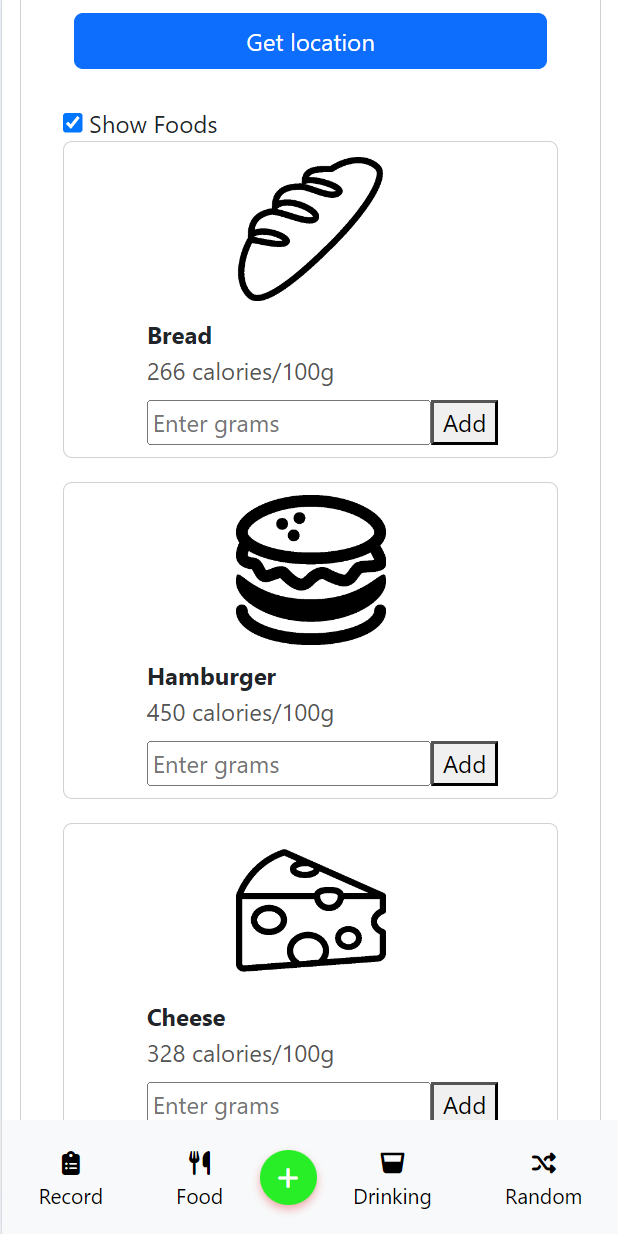 Get location
Show Foods
Bread
266 calories/100g
Enter grams Add
Hamburger
450 calories/100g
Enter grams Add
Cheese
328 calories/100g
Enter grams Add
Record Food Drinking Random